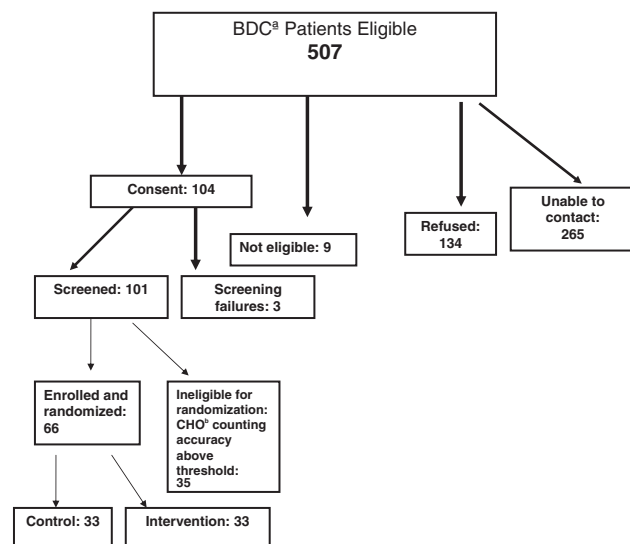 BDCª Patients Eligible
507
Consent: 104
Not eligible: 9
Refused:
134
Unable to
contact:
265
Screened: 101
Screening
failures: 3
Enrolled and
randomized:
66
Ineligible for
randomization:
CHOᵇ counting
accuracy
above
threshold:
35
Control: 33
Intervention: 33